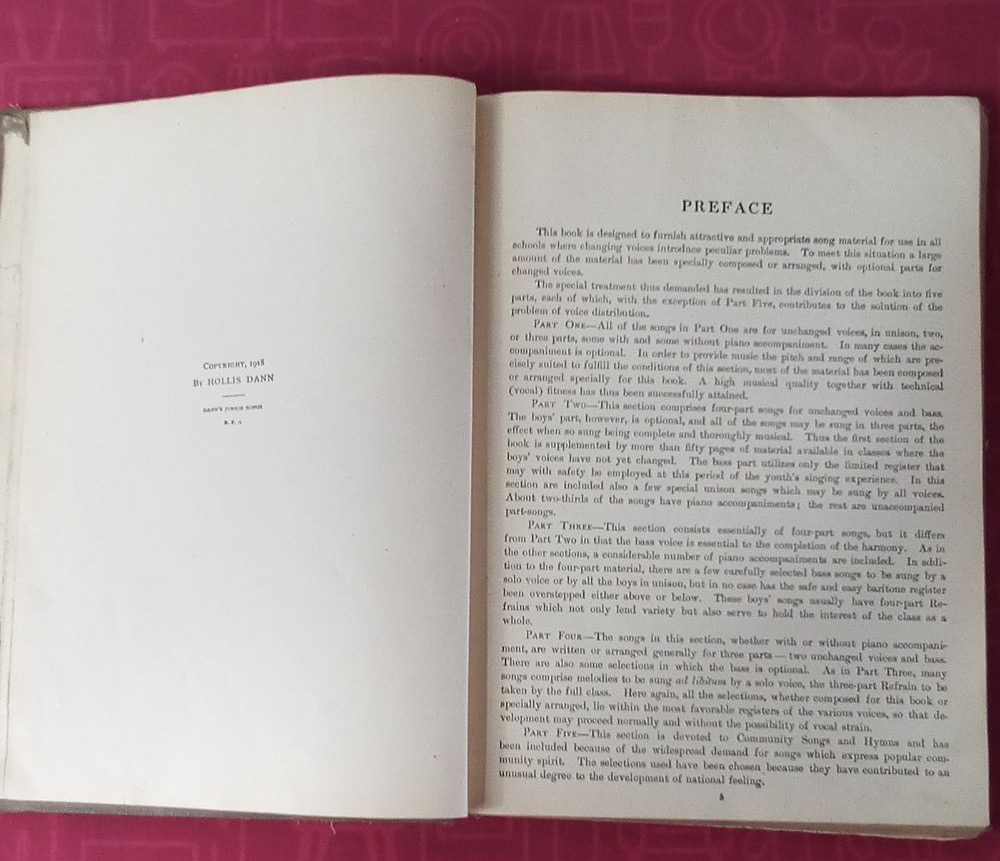 COPYRIGHT, 1918
BY HOLLIS DANN
DANN'S JUNIOR SONGS
E. P. 2
PREFACE
This book is designed to furnish attractive and appropriate song material for use in all
schools where changing voices introduce peculiar problems. To meet this situation a large
amount of the material has been specially composed or arranged, with optional parts for
changed voices.
The special treatment thus demanded has resulted in the division of the book into five
parts, each of which, with the exception of Part Five, contributes to the solution of the
problem of voice distribution.
PART ONE—All of the songs in Part One are for unchanged voices, in unison, two,
or three parts, some with and some without piano accompaniment. In many cases the ac-
companiment is optional. In order to provide music the pitch and range of which are pre-
cisely suited to fulfill the conditions of this section, most of the material has been composed
or arranged specially for this book. A high musical quality together with technical
(vocal) fitness has thus been successfully attained.
PART TWO—This section comprises four-part songs for unchanged voices and bass.
The boys' part, however, is optional, and all of the songs may be sung in three parts, the
effect when so sung being complete and thoroughly musical. Thus the first section of the
book is supplemented by more than fifty pages of material available in classes where the
boys' voices have not yet changed. The bass part utilizes only the limited register that
may with safety be employed at this period of the youth's singing experience. In this
section are included also a few special unison songs which may be sung by all voices.
About two-thirds of the songs have piano accompaniments; the rest are unaccompanied
part-songs.
PART THREE—This section consists essentially of four-part songs, but it differs
from Part Two in that the bass voice is essential to the completion of the harmony. As in
the other sections, a considerable number of piano accompaniments are included. In addi-
tion to the four-part material, there are a few carefully selected bass songs to be sung by a
solo voice or by all the boys in unison, but in no case has the safe and easy baritone register
been overstepped either above or below. These boys' songs usually have four-part Re-
frains which not only lend variety but also serve to hold the interest of the class as a
whole.
PART FOUR—The songs in this section, whether with or without piano accompani-
ment, are written or arranged generally for three parts — two unchanged voices and bass.
There are also some selections in which the bass is optional. As in Part Three, many
songs comprise melodies to be sung ad libitum by a solo voice, the three-part Refrain to be
taken by the full class. Here again, all the selections, whether composed for this book or
specially arranged, lie within the most favorable registers of the various voices, so that de-
velopment may proceed normally and without the possibility of vocal strain.
PART FIVE—This section is devoted to Community Songs and Hymns and has
been included because of the widespread demand for songs which express popular com-
munity spirit. The selections used have been chosen because they have contributed to an
unusual degree to the development of national feeling.